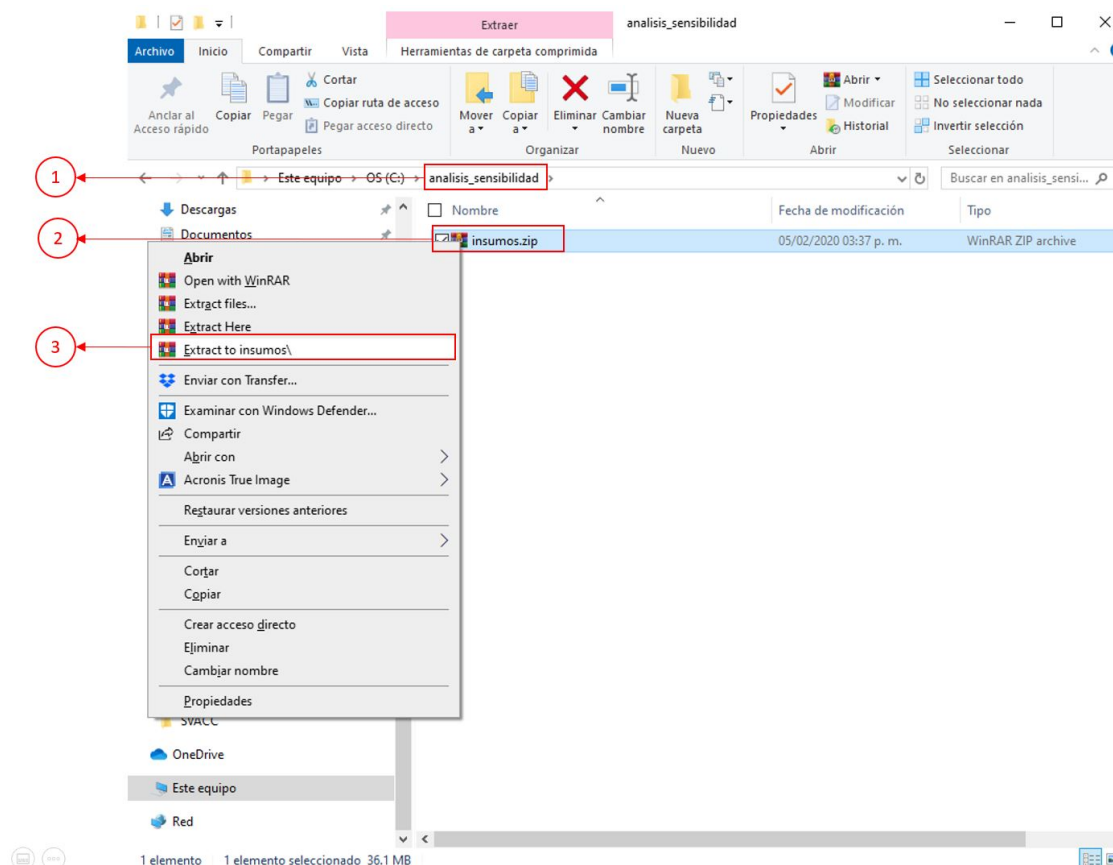 Extraer
analisis_sensibilidad
Archivo Inicio Compartir Vista Herramientas de carpeta comprimida
Anclar al Acceso rápido
Copiar
Pegar
Cortar
Copiar ruta de acceso
Pegar acceso directo
Portapapeles
Mover a
Copiar a
Eliminar
Cambiar nombre
Organizar
Nueva carpeta
Nuevo
Propiedades
Abrir
Modificar
Historial
Abrir
Seleccionar todo
No seleccionar nada
Invertir selección
Seleccionar
1
Este equipo > OS (C:) > analisis_sensibilidad >
Buscar en analisis_sensi...
Descargas
Documentos
Nombre Fecha de modificación Tipo
2
insumos.zip 05/02/2020 03:37 p. m. WinRAR ZIP archive
Abrir
Open with WinRAR
Extract files...
Extract Here
3
Extract to insumos\
Enviar con Transfer...
Examinar con Windows Defender...
Compartir
Abrir con
Acronis True Image
Restaurar versiones anteriores
Enviar a
Cortar
Copiar
Crear acceso directo
Eliminar
Cambiar nombre
Propiedades
SVACC
OneDrive
Este equipo
Red
1 elemento 1 elemento seleccionado 36.1 MB